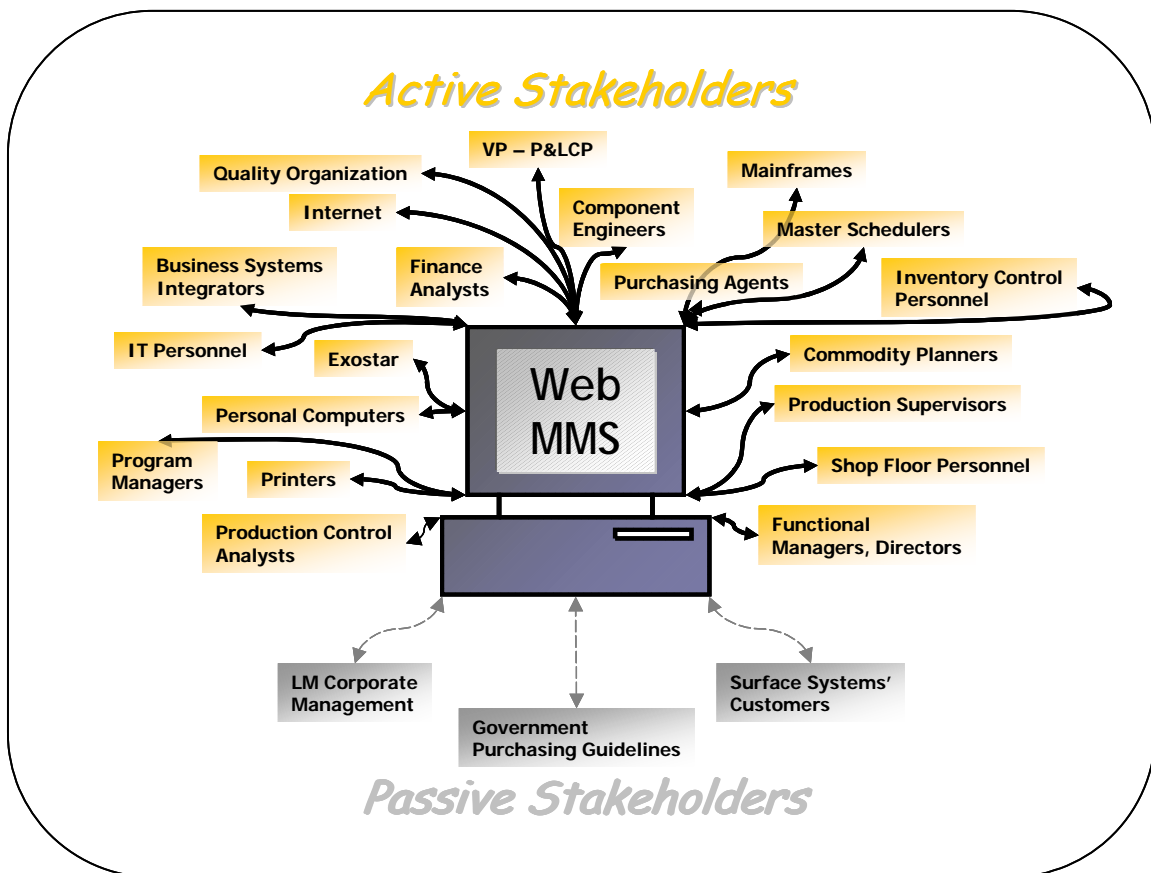 Active Stakeholders
VP – P&LCP
Quality Organization
Mainframes
Internet
Component
Engineers
Master Schedulers
Business Systems
Integrators
Finance
Analysts
Purchasing Agents
Inventory Control
Personnel
IT Personnel
Exostar
Commodity Planners
Web
MMS
Personal Computers
Production Supervisors
Program
Managers
Printers
Shop Floor Personnel
Production Control
Analysts
Functional
Managers, Directors
LM Corporate
Management
Surface Systems’
Customers
Government
Purchasing Guidelines
Passive Stakeholders